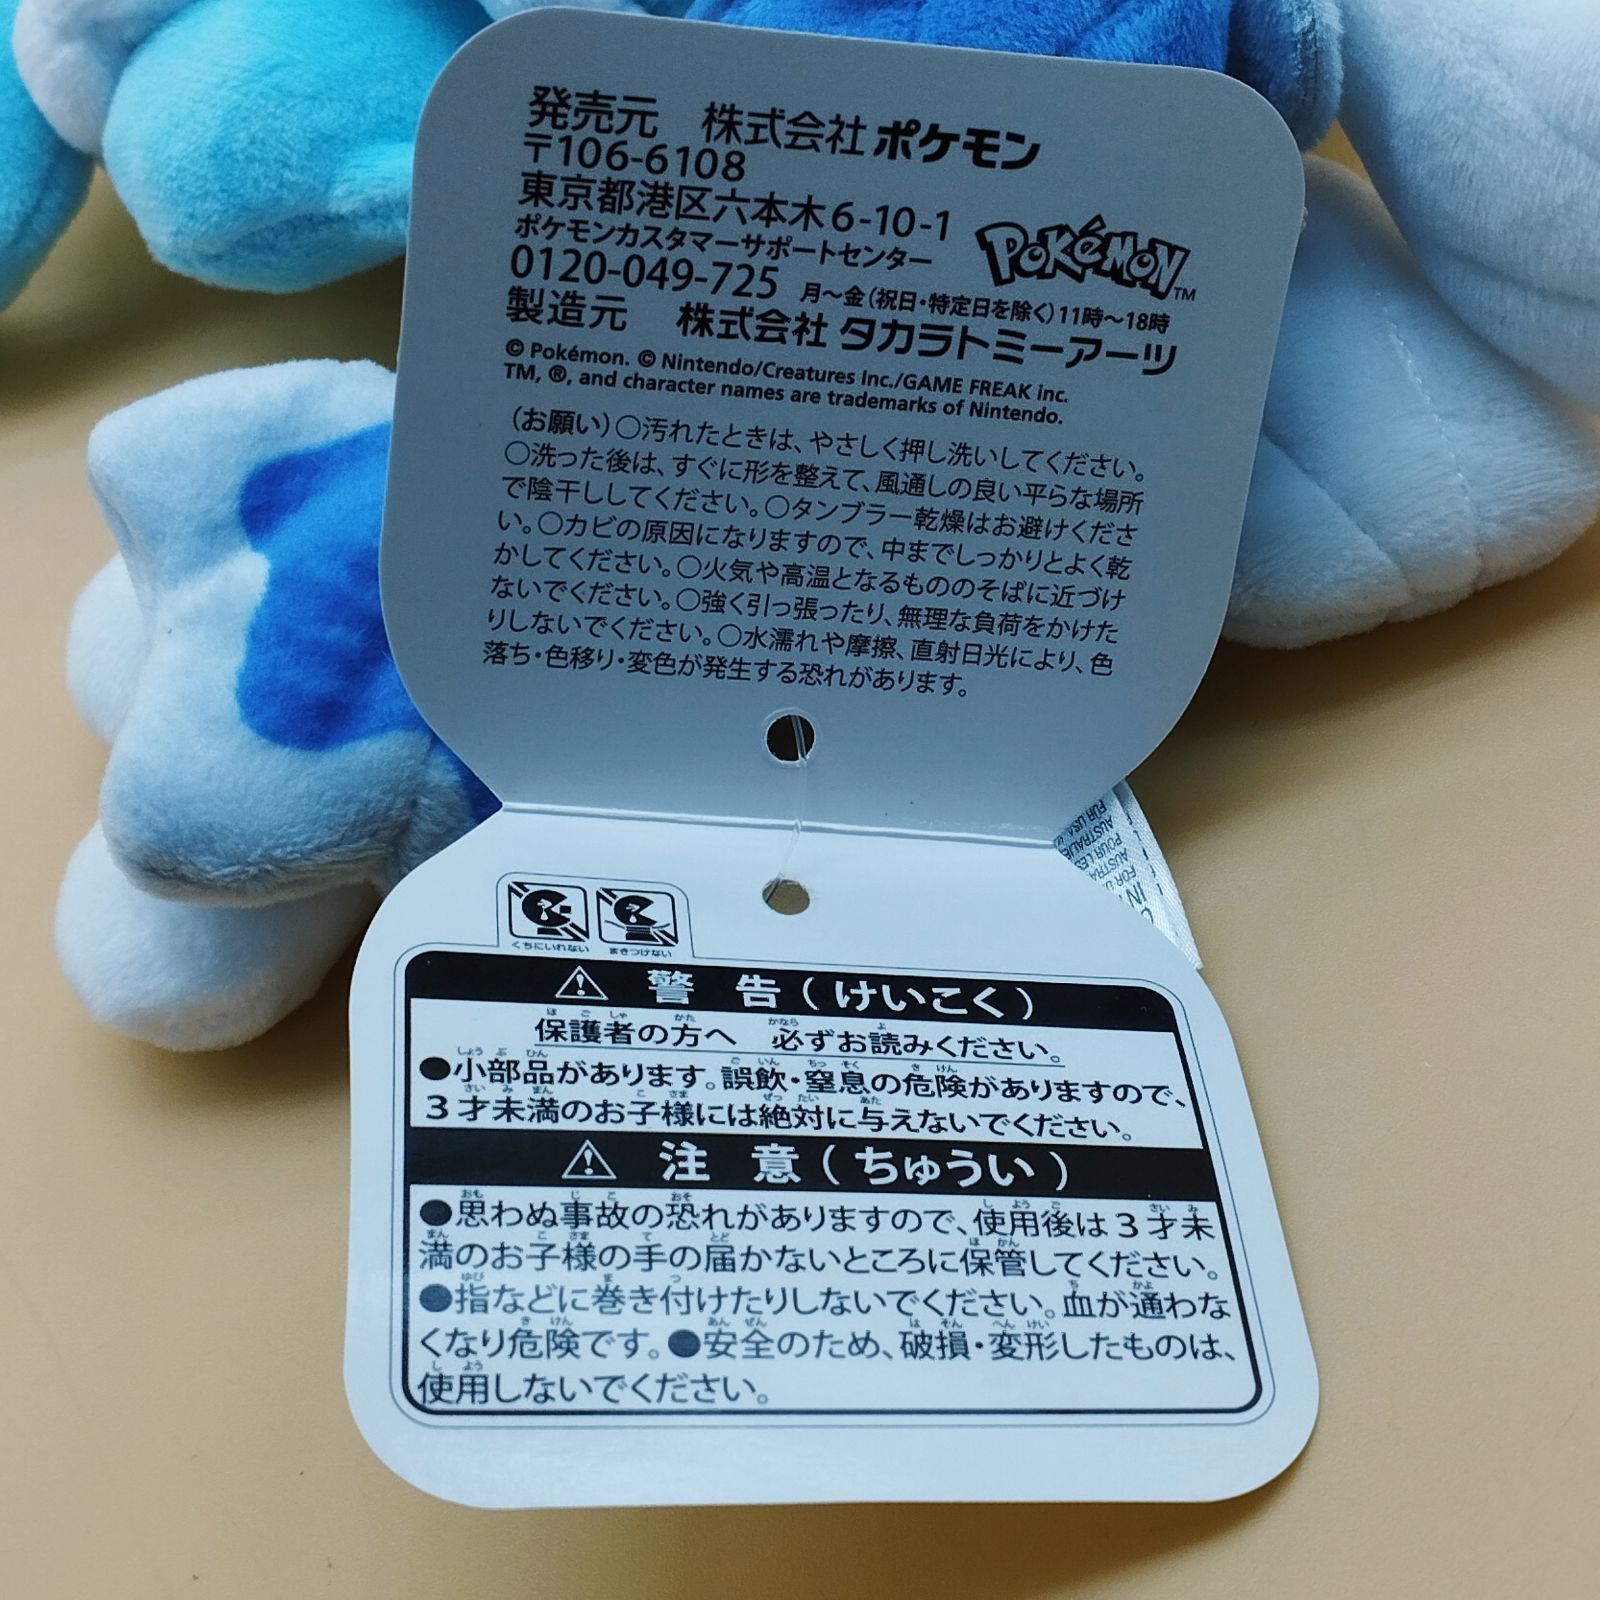 発売元　株式会社 ポケモン
〒106-6108
東京都港区六本木6-10-1
ポケモンカスタマーサポートセンター
0120-049-725　月～金(祝日・特定日を除く)11時～18時
POKéMON™
製造元　株式会社 タカラトミーアーツ
© Pokémon. © Nintendo/Creatures Inc./GAME FREAK inc.
TM, ®, and character names are trademarks of Nintendo.
(お願い)○汚れたときは、やさしく押し洗いしてください。
○洗った後は、すぐに形を整えて、風通しの良い平らな場所
で陰干ししてください。○タンブラー乾燥はお避けくださ
い。○カビの原因になりますので、中までしっかりとよく乾
かしてください。○火気や高温となるもののそばに近づけ
ないでください。○強く引っ張ったり、無理な負荷をかけた
りしないでください。○水濡れや摩擦、直射日光により、色
落ち・色移り・変色が発生する恐れがあります。
くちにいれない　まきつけない
⚠ 警　告(けいこく)
保護者の方へ　必ずお読みください。
●小部品があります。誤飲・窒息の危険がありますので、
3才未満のお子様には絶対に与えないでください。
⚠ 注　意(ちゅうい)
●思わぬ事故の恐れがありますので、使用後は3才未
満のお子様の手の届かないところに保管してください。
●指などに巻き付けたりしないでください。血が通わな
くなり危険です。●安全のため、破損・変形したものは、
使用しないでください。